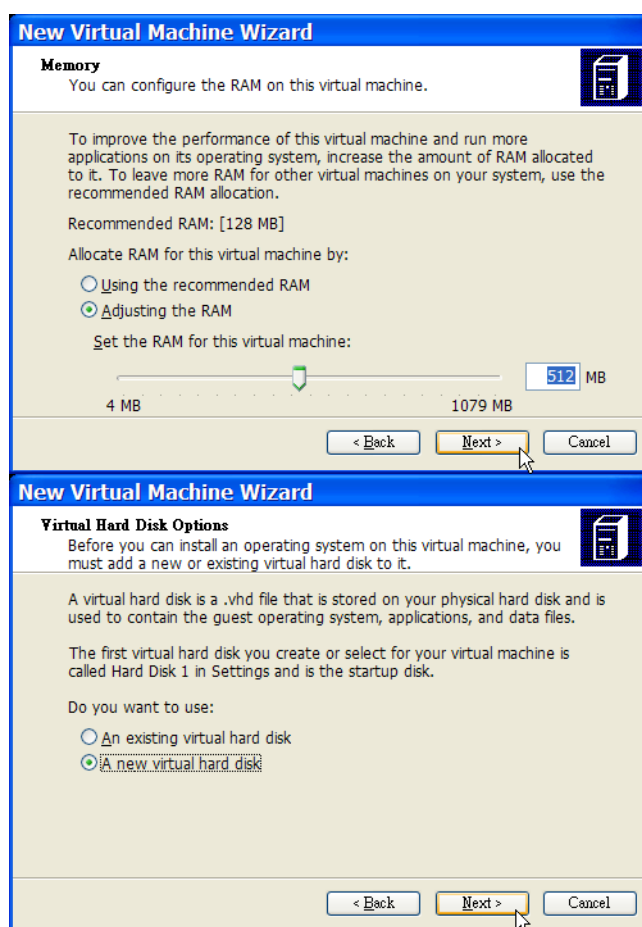 New Virtual Machine Wizard
Memory
You can configure the RAM on this virtual machine.
To improve the performance of this virtual machine and run more
applications on its operating system, increase the amount of RAM allocated
to it. To leave more RAM for other virtual machines on your system, use the
recommended RAM allocation.
Recommended RAM: [128 MB]
Allocate RAM for this virtual machine by:
Using the recommended RAM
Adjusting the RAM
Set the RAM for this virtual machine:
512 MB
4 MB 1079 MB
< Back Next > Cancel
New Virtual Machine Wizard
Virtual Hard Disk Options
Before you can install an operating system on this virtual machine, you
must add a new or existing virtual hard disk to it.
A virtual hard disk is a .vhd file that is stored on your physical hard disk and is
used to contain the guest operating system, applications, and data files.
The first virtual hard disk you create or select for your virtual machine is
called Hard Disk 1 in Settings and is the startup disk.
Do you want to use:
An existing virtual hard disk
A new virtual hard disk
< Back Next > Cancel